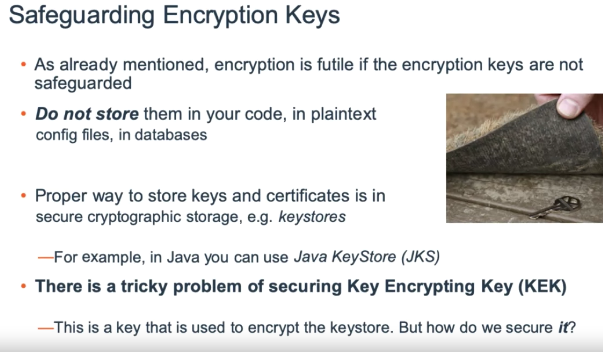 Safeguarding Encryption Keys
• As already mentioned, encryption is futile if the encryption keys are not
safeguarded
• Do not store them in your code, in plaintext
config files, in databases
• Proper way to store keys and certificates is in
secure cryptographic storage, e.g. keystores
—For example, in Java you can use Java KeyStore (JKS)
• There is a tricky problem of securing Key Encrypting Key (KEK)
—This is a key that is used to encrypt the keystore. But how do we secure it?